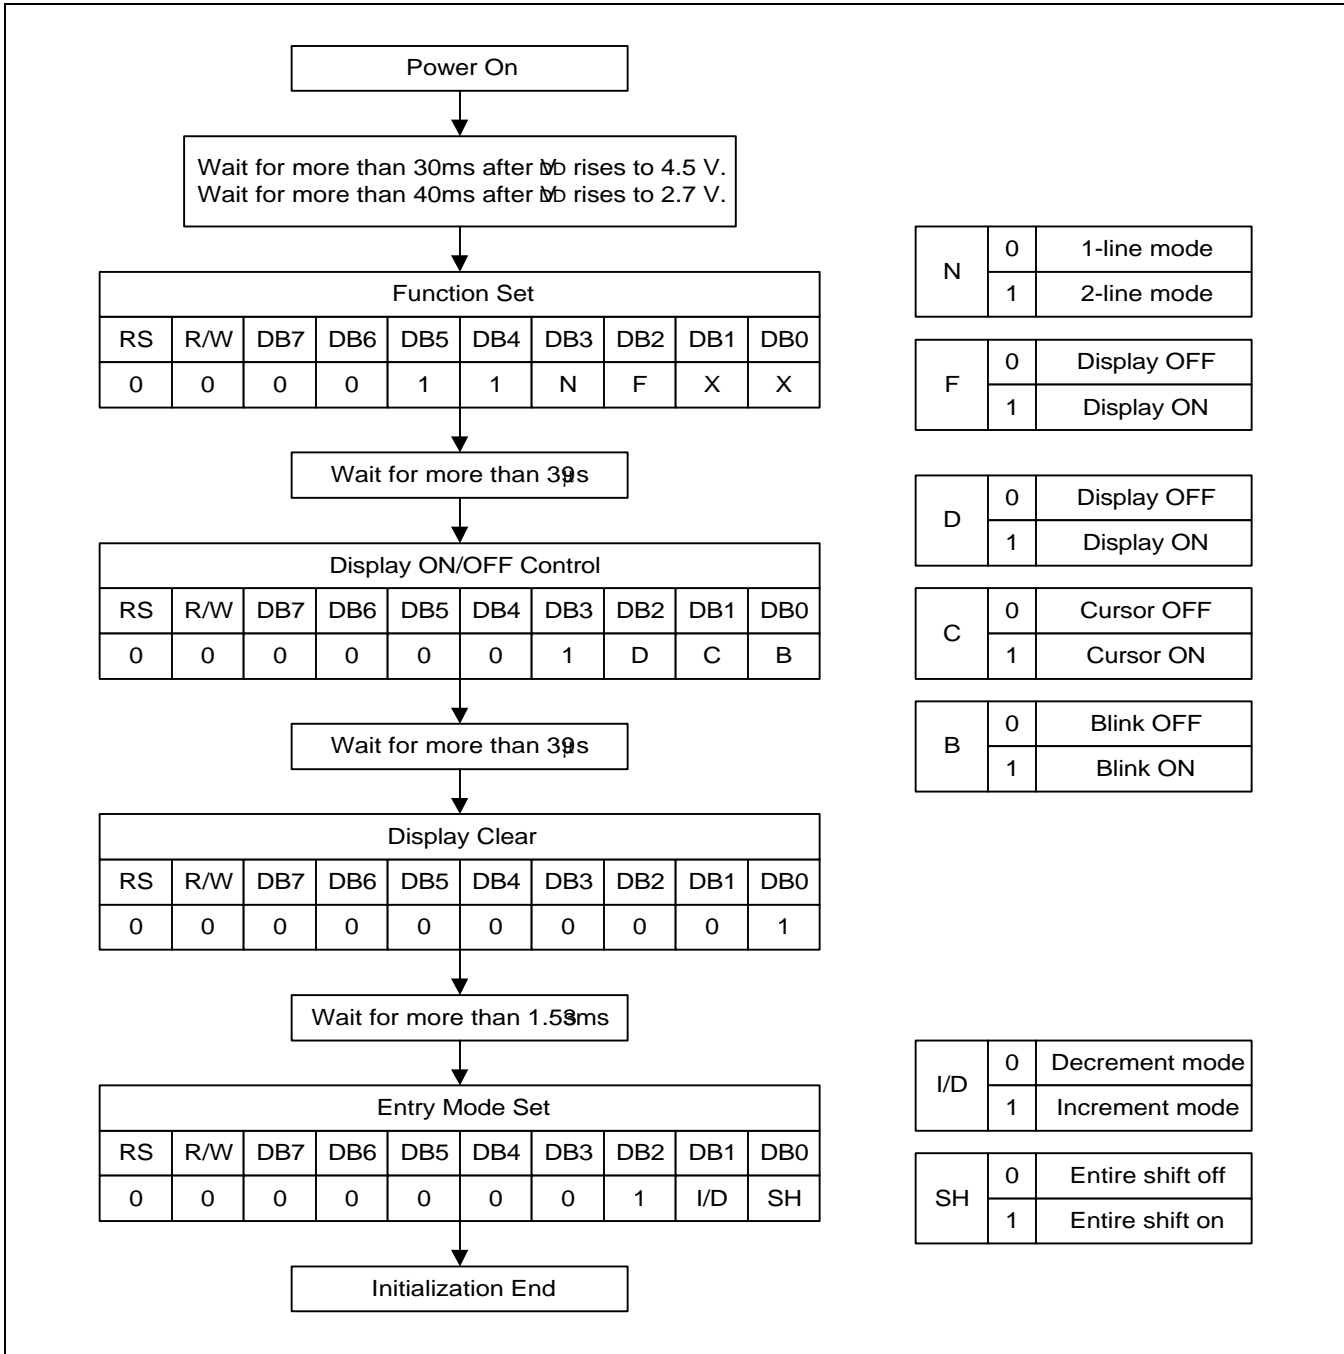 Power On
Wait for more than 30ms after VDD rises to 4.5 V.
Wait for more than 40ms after VDD rises to 2.7 V.
Function Set
RS R/W DB7 DB6 DB5 DB4 DB3 DB2 DB1 DB0
0 0 0 0 1 1 N F X X
N
0 1-line mode
1 2-line mode
F
0 Display OFF
1 Display ON
Wait for more than 39μs
Display ON/OFF Control
RS R/W DB7 DB6 DB5 DB4 DB3 DB2 DB1 DB0
0 0 0 0 0 0 1 D C B
D
0 Display OFF
1 Display ON
C
0 Cursor OFF
1 Cursor ON
B
0 Blink OFF
1 Blink ON
Wait for more than 39μs
Display Clear
RS R/W DB7 DB6 DB5 DB4 DB3 DB2 DB1 DB0
0 0 0 0 0 0 0 0 0 1
Wait for more than 1.53ms
Entry Mode Set
RS R/W DB7 DB6 DB5 DB4 DB3 DB2 DB1 DB0
0 0 0 0 0 0 0 1 I/D SH
I/D
0 Decrement mode
1 Increment mode
SH
0 Entire shift off
1 Entire shift on
Initialization End